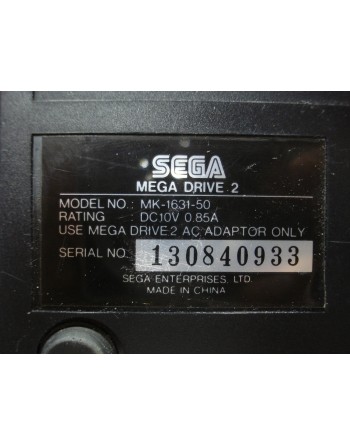 SEGA
MEGA DRIVE 2
MODEL NO.: MK-1631-50
RATING : DC10V 0.85A
USE MEGA DRIVE 2 AC ADAPTOR ONLY
SERIAL NO. 130840933
SEGA ENTERPRISES, LTD.
MADE IN CHINA